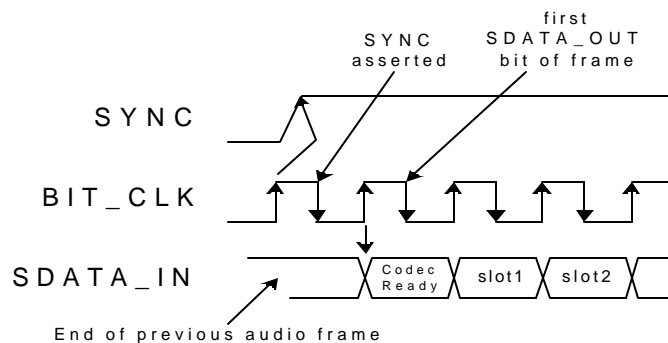 SYNC
asserted
first
SDATA_OUT
bit of frame
SYNC
BIT_CLK
SDATA_IN
Codec
Ready
slot1
slot2
End of previous audio frame